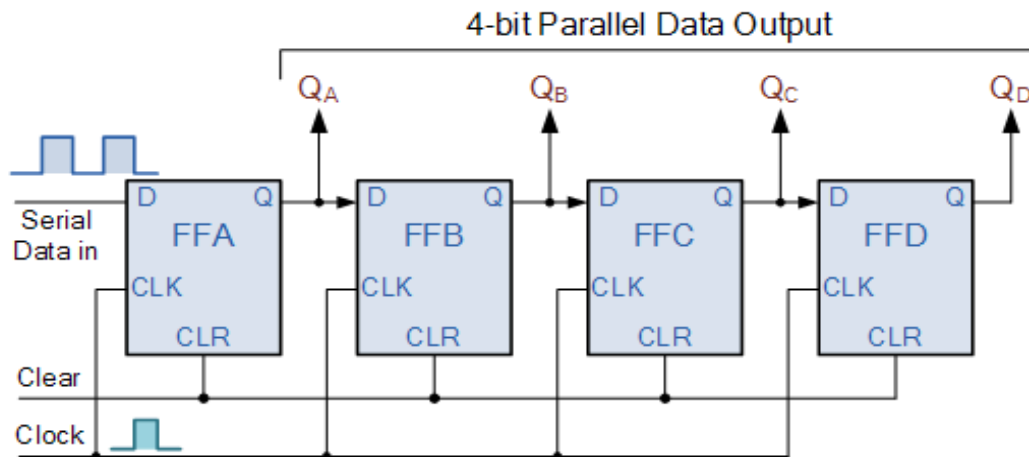 4-bit Parallel Data Output
QA QB QC QD
D Q D Q D Q D Q
Serial
Data in
FFA FFB FFC FFD
CLK CLK CLK CLK
CLR CLR CLR CLR
Clear
Clock